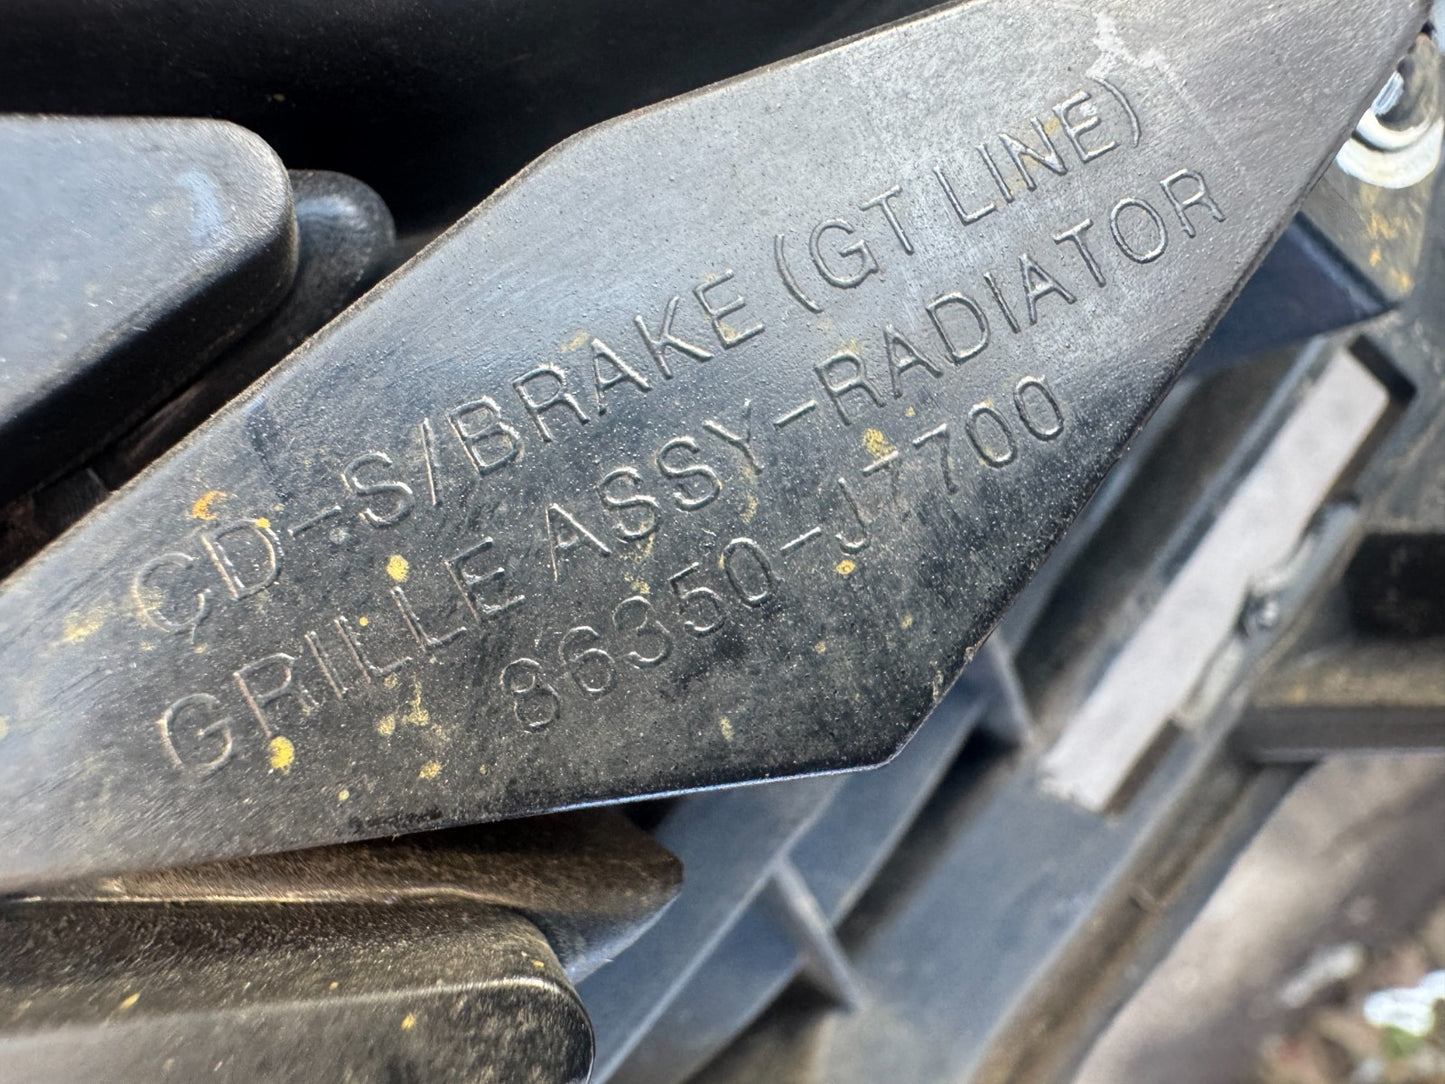 CD-S/BRAKE (GT LINE)
GRILLE ASSY-RADIATOR
86350-J7700